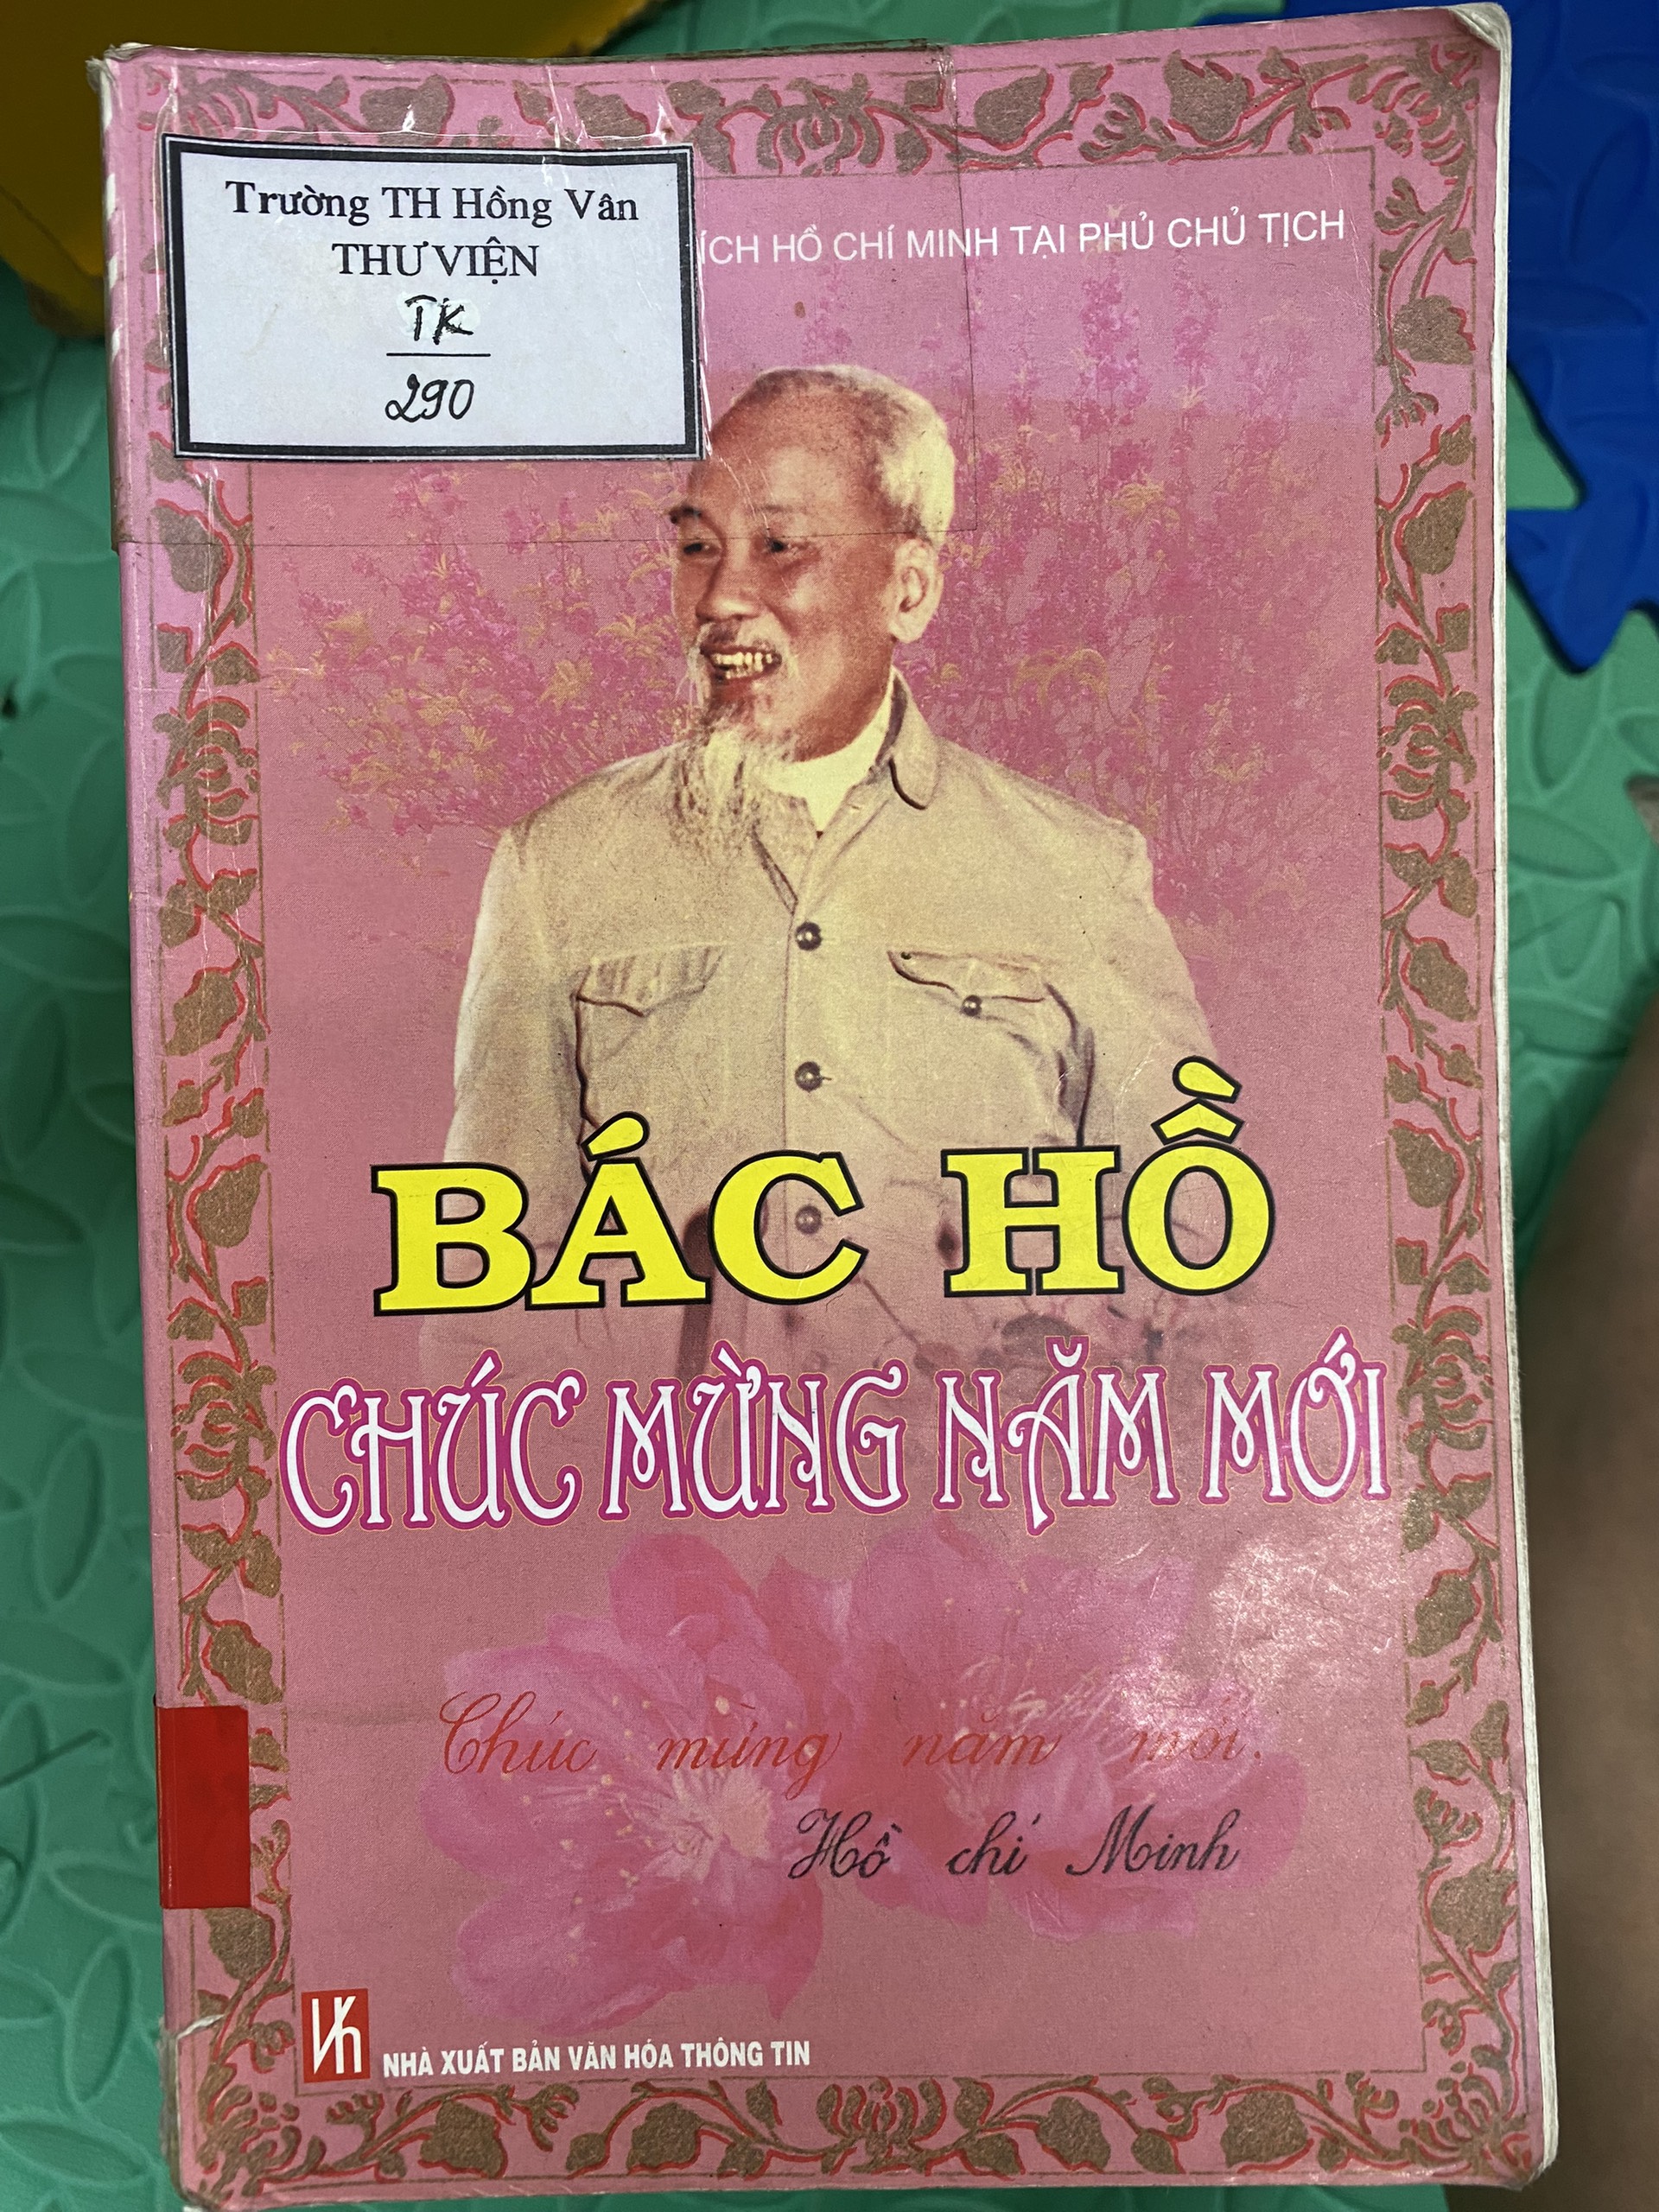 Trường TH Hồng Vân
THƯ VIỆN
TK
290
ÍCH HỒ CHÍ MINH TẠI PHỦ CHỦ TỊCH
BÁC HỒ
CHÚC MỪNG NĂM MỚI
Chúc mừng năm mới.
Hồ chí Minh
NHÀ XUẤT BẢN VĂN HÓA THÔNG TIN